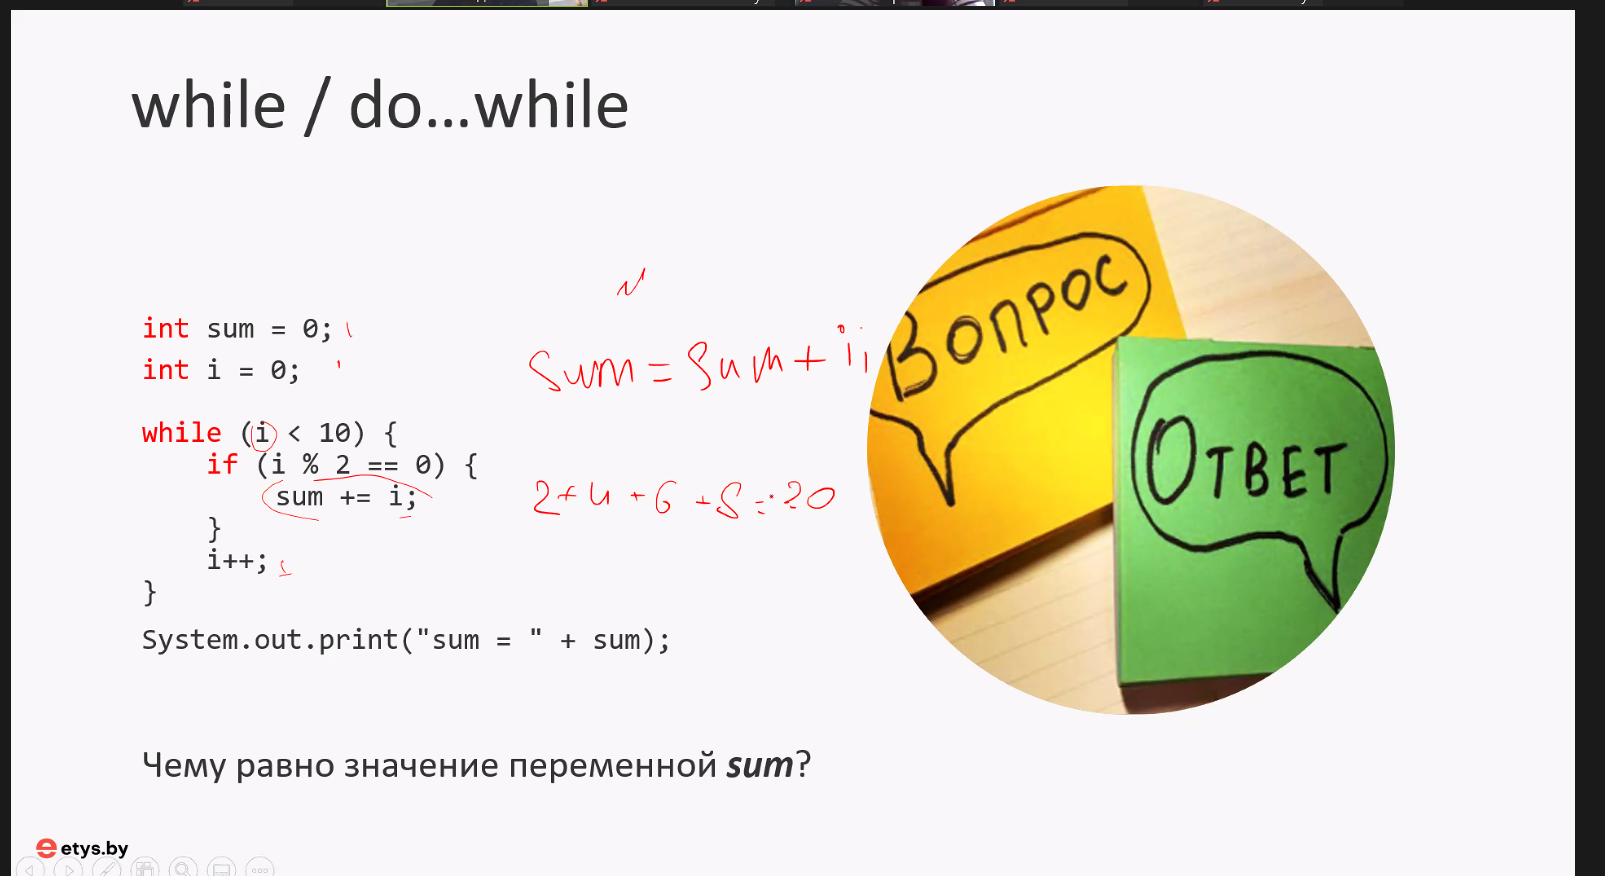 while / do...while
int sum = 0;
int i = 0;
while (i < 10) {
if (i % 2 == 0) {
sum += i;
}
i++;
}
System.out.print("sum = " + sum);
sum = sum + i;
2 + 4 + 6 + 8 = 20
Вопрос
Ответ
Чему равно значение переменной sum?
etys.by